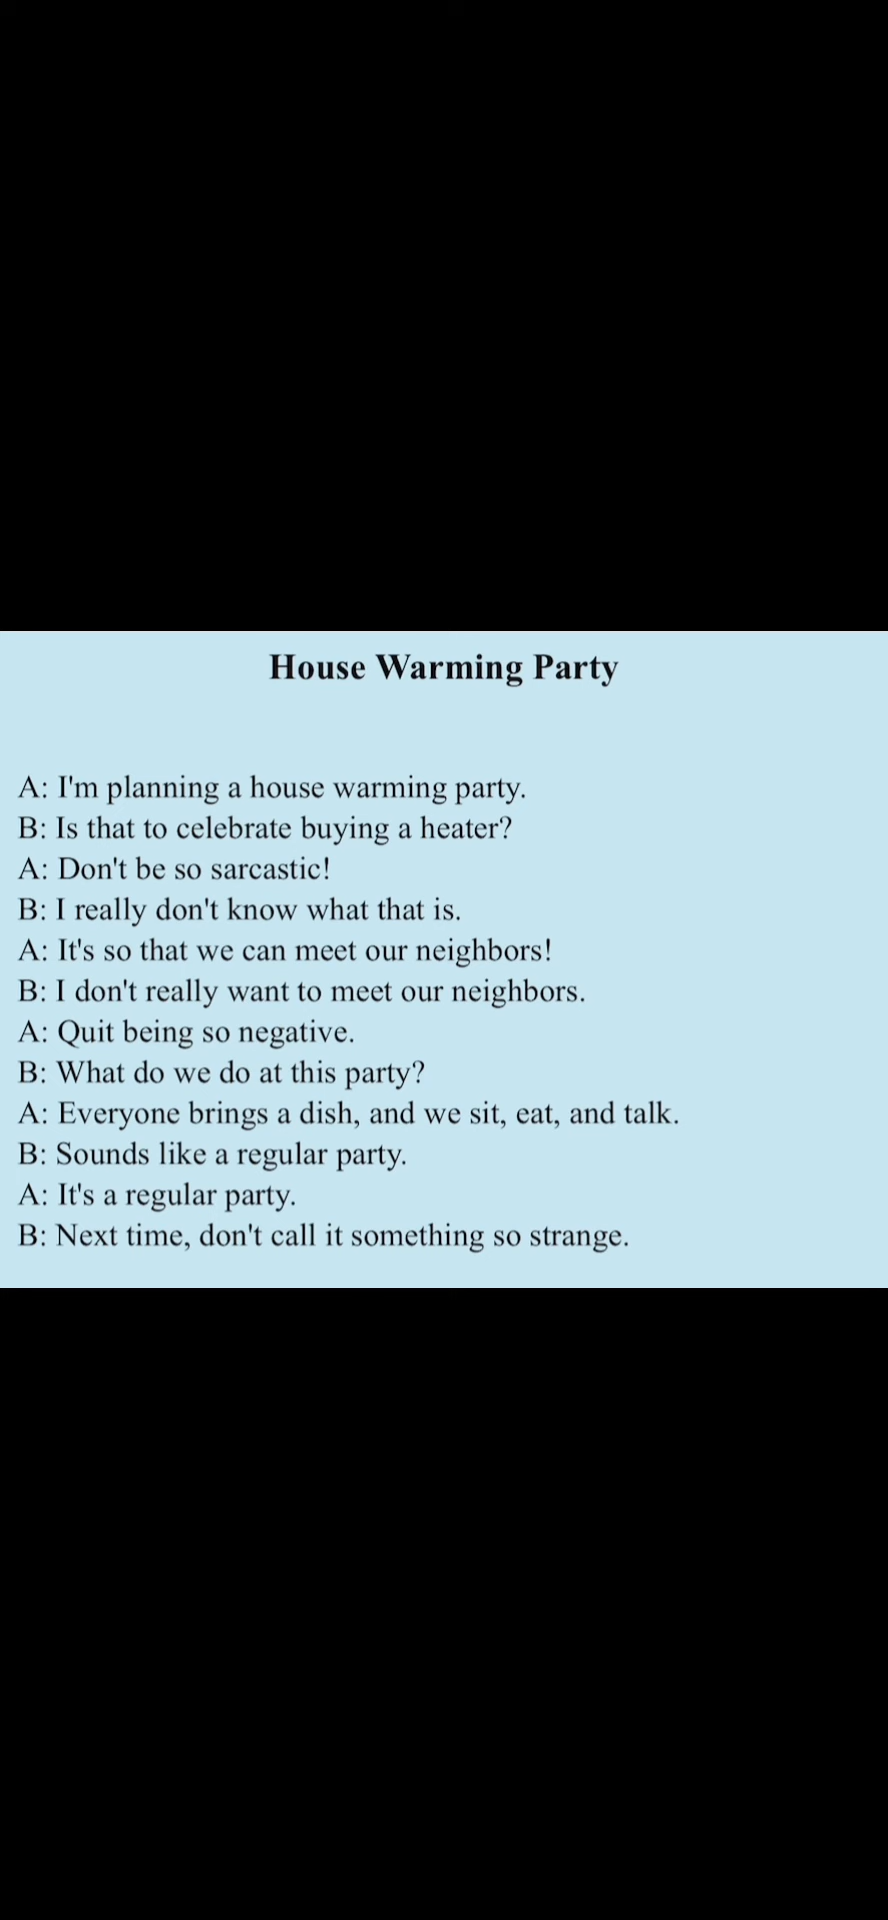 House Warming Party
A: I'm planning a house warming party.
B: Is that to celebrate buying a heater?
A: Don't be so sarcastic!
B: I really don't know what that is.
A: It's so that we can meet our neighbors!
B: I don't really want to meet our neighbors.
A: Quit being so negative.
B: What do we do at this party?
A: Everyone brings a dish, and we sit, eat, and talk.
B: Sounds like a regular party.
A: It's a regular party.
B: Next time, don't call it something so strange.